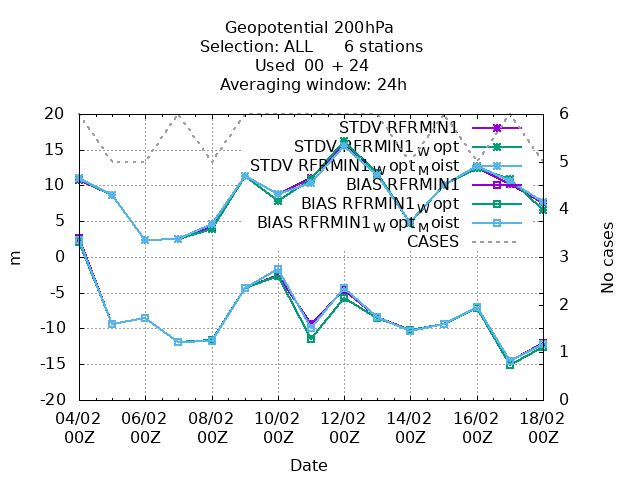 Geopotential 200hPa
Selection: ALL      6 stations
Used  00 + 24
Averaging window: 24h
STDV RFRMIN1
STDV RFRMIN1_W opt
STDV RFRMIN1_W opt_M oist
BIAS RFRMIN1
BIAS RFRMIN1_W opt
BIAS RFRMIN1_W opt_M oist
CASES
20
15
10
5
0
-5
-10
-15
-20
m
6
5
4
3
2
1
0
No cases
04/02 06/02 08/02 10/02 12/02 14/02 16/02 18/02
00Z 00Z 00Z 00Z 00Z 00Z 00Z 00Z
Date